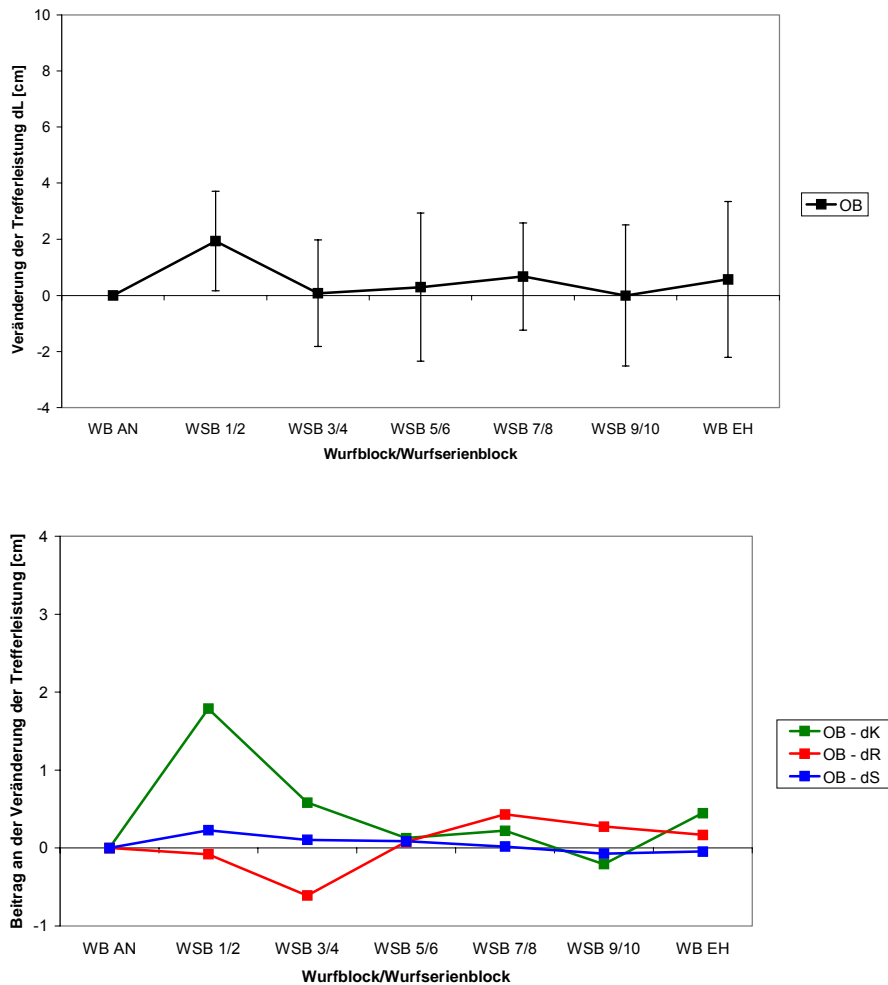 Veränderung der Trefferleistung dL [cm]
10
8
6
4
2
0
-2
-4
WB AN WSB 1/2 WSB 3/4 WSB 5/6 WSB 7/8 WSB 9/10 WB EH
Wurfblock/Wurfserienblock
OB
Beitrag an der Veränderung der Trefferleistung [cm]
4
3
2
1
0
-1
WB AN WSB 1/2 WSB 3/4 WSB 5/6 WSB 7/8 WSB 9/10 WB EH
Wurfblock/Wurfserienblock
OB - dK
OB - dR
OB - dS